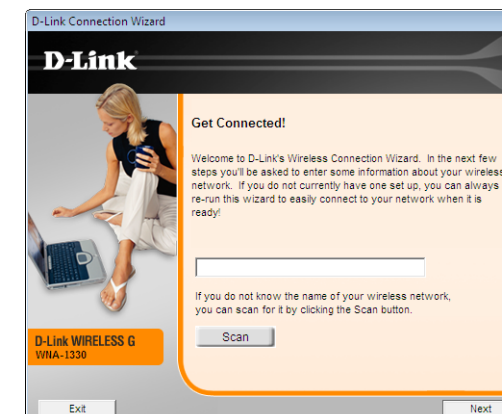 D-Link Connection Wizard
D-Link
Get Connected!
Welcome to D-Link's Wireless Connection Wizard. In the next few
steps you'll be asked to enter some information about your wireless
network. If you do not currently have one set up, you can always
re-run this wizard to easily connect to your network when it is
ready!
If you do not know the name of your wireless network,
you can scan for it by clicking the Scan button.
Scan
D-Link WIRELESS G
WNA-1330
Exit
Next